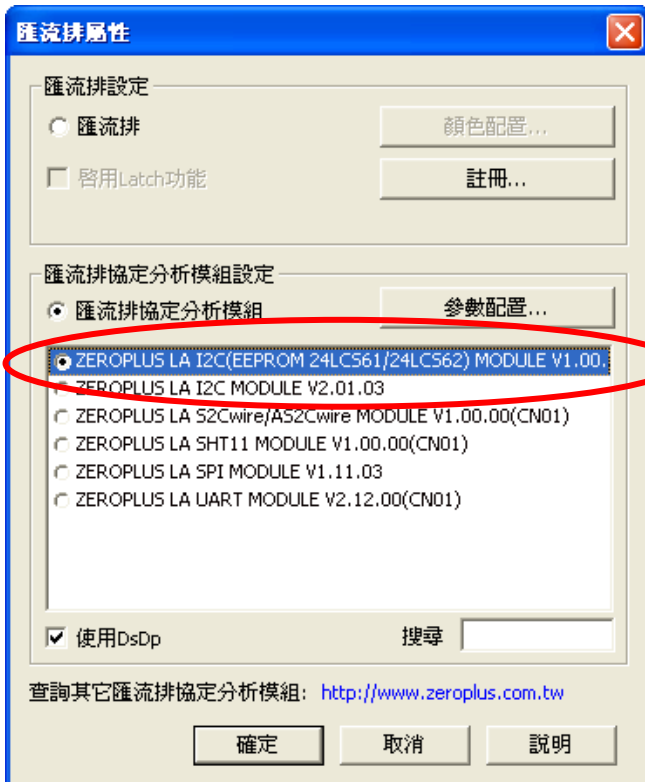 匯流排屬性
匯流排設定
匯流排
顏色配置...
啓用Latch功能
註冊...
匯流排協定分析模組設定
匯流排協定分析模組
參數配置...
ZEROPLUS LA I2C(EEPROM 24LCS61/24LCS62) MODULE V1.00.
ZEROPLUS LA I2C MODULE V2.01.03
ZEROPLUS LA S2Cwire/AS2Cwire MODULE V1.00.00(CN01)
ZEROPLUS LA SHT11 MODULE V1.00.00(CN01)
ZEROPLUS LA SPI MODULE V1.11.03
ZEROPLUS LA UART MODULE V2.12.00(CN01)
使用DsDp
搜尋
查詢其它匯流排協定分析模組: http://www.zeroplus.com.tw
確定
取消
説明